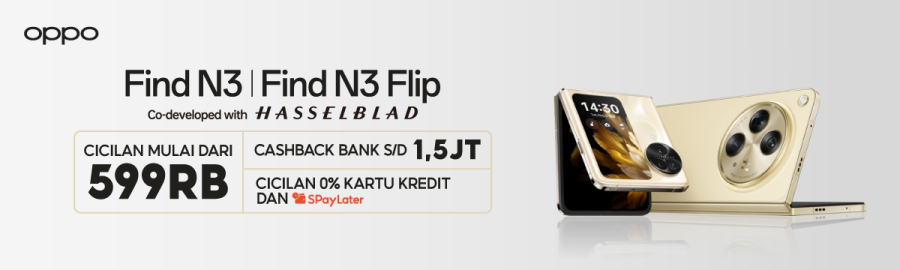 oppo
Find N3 | Find N3 Flip
Co-developed with HASSELBLAD
CICILAN MULAI DARI
599RB
CASHBACK BANK S/D 1,5JT
CICILAN 0% KARTU KREDIT
DAN SPayLater
14:30